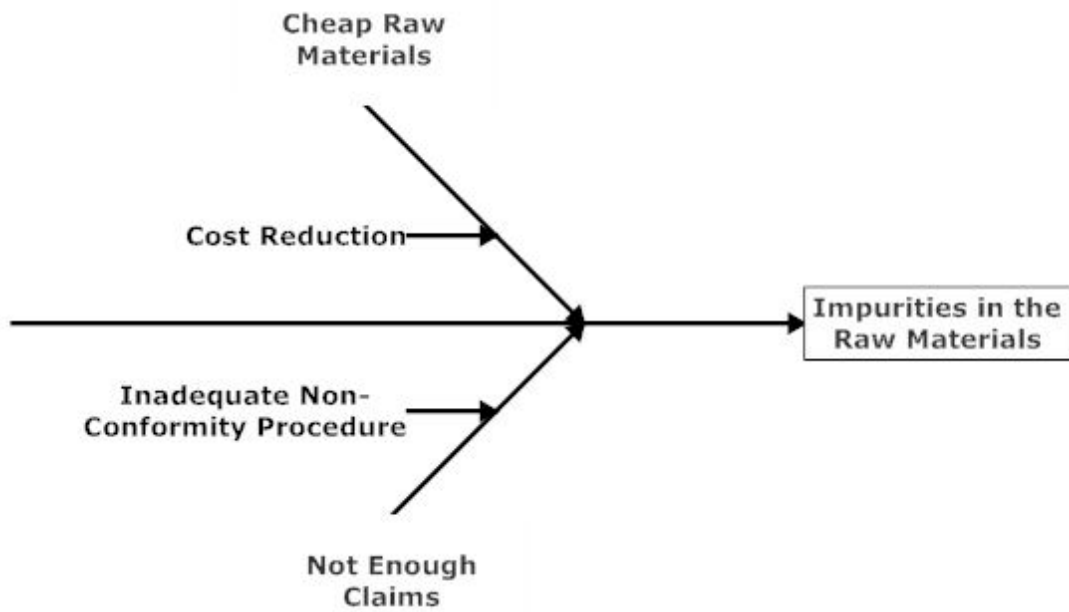 Cheap Raw
Materials
Cost Reduction
Impurities in the
Raw Materials
Inadequate Non-
Conformity Procedure
Not Enough
Claims